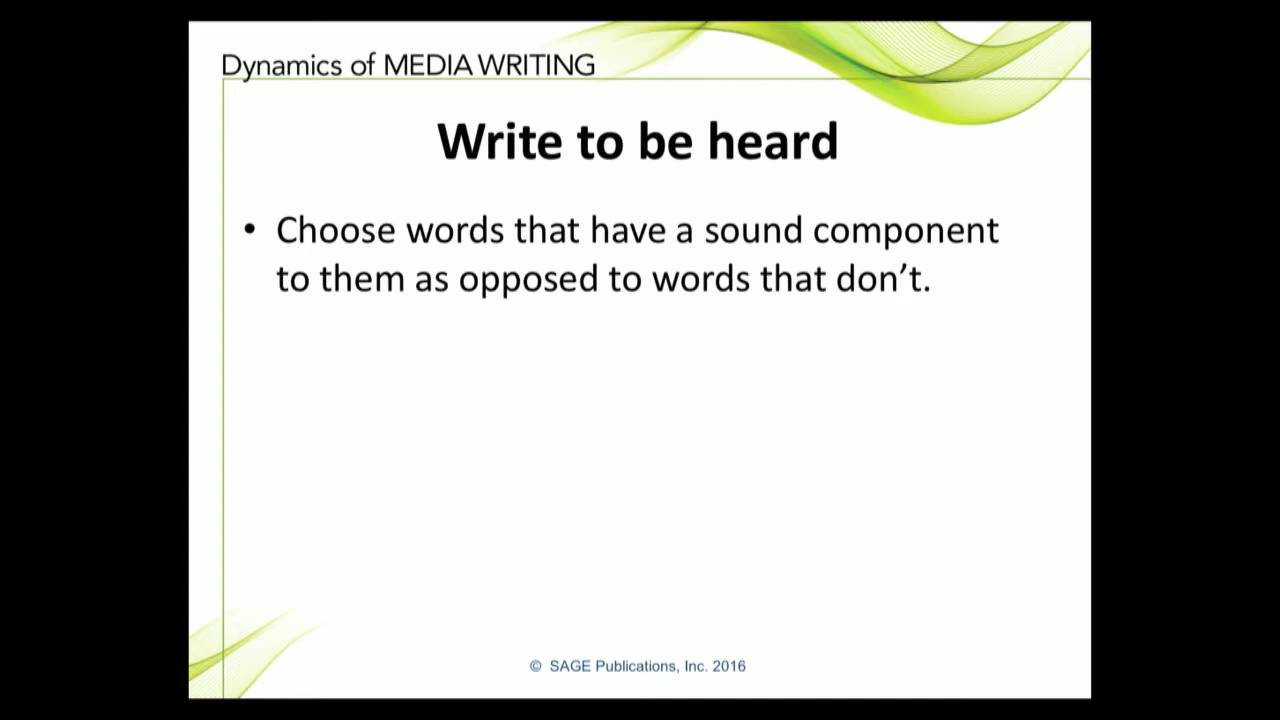 Dynamics of MEDIA WRITING
Write to be heard
• Choose words that have a sound component
to them as opposed to words that don’t.
© SAGE Publications, Inc. 2016